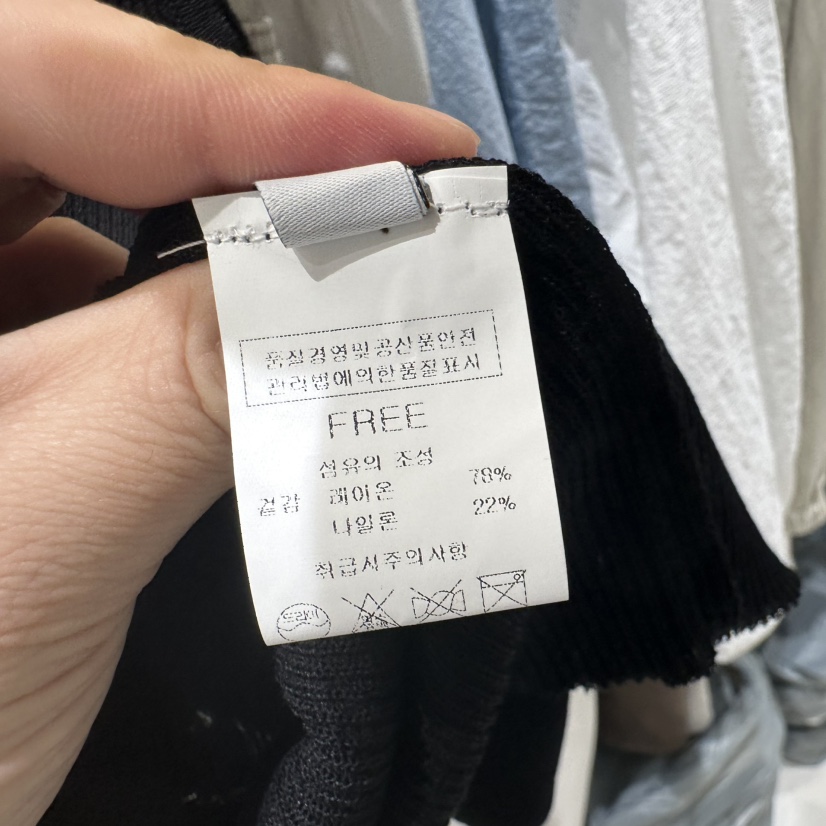 품질경영및공산품안전
관리법에의한품질표시
FREE
섬유의 조성
겉감 레이온 78%
나일론 22%
취급시주의사항
드라이